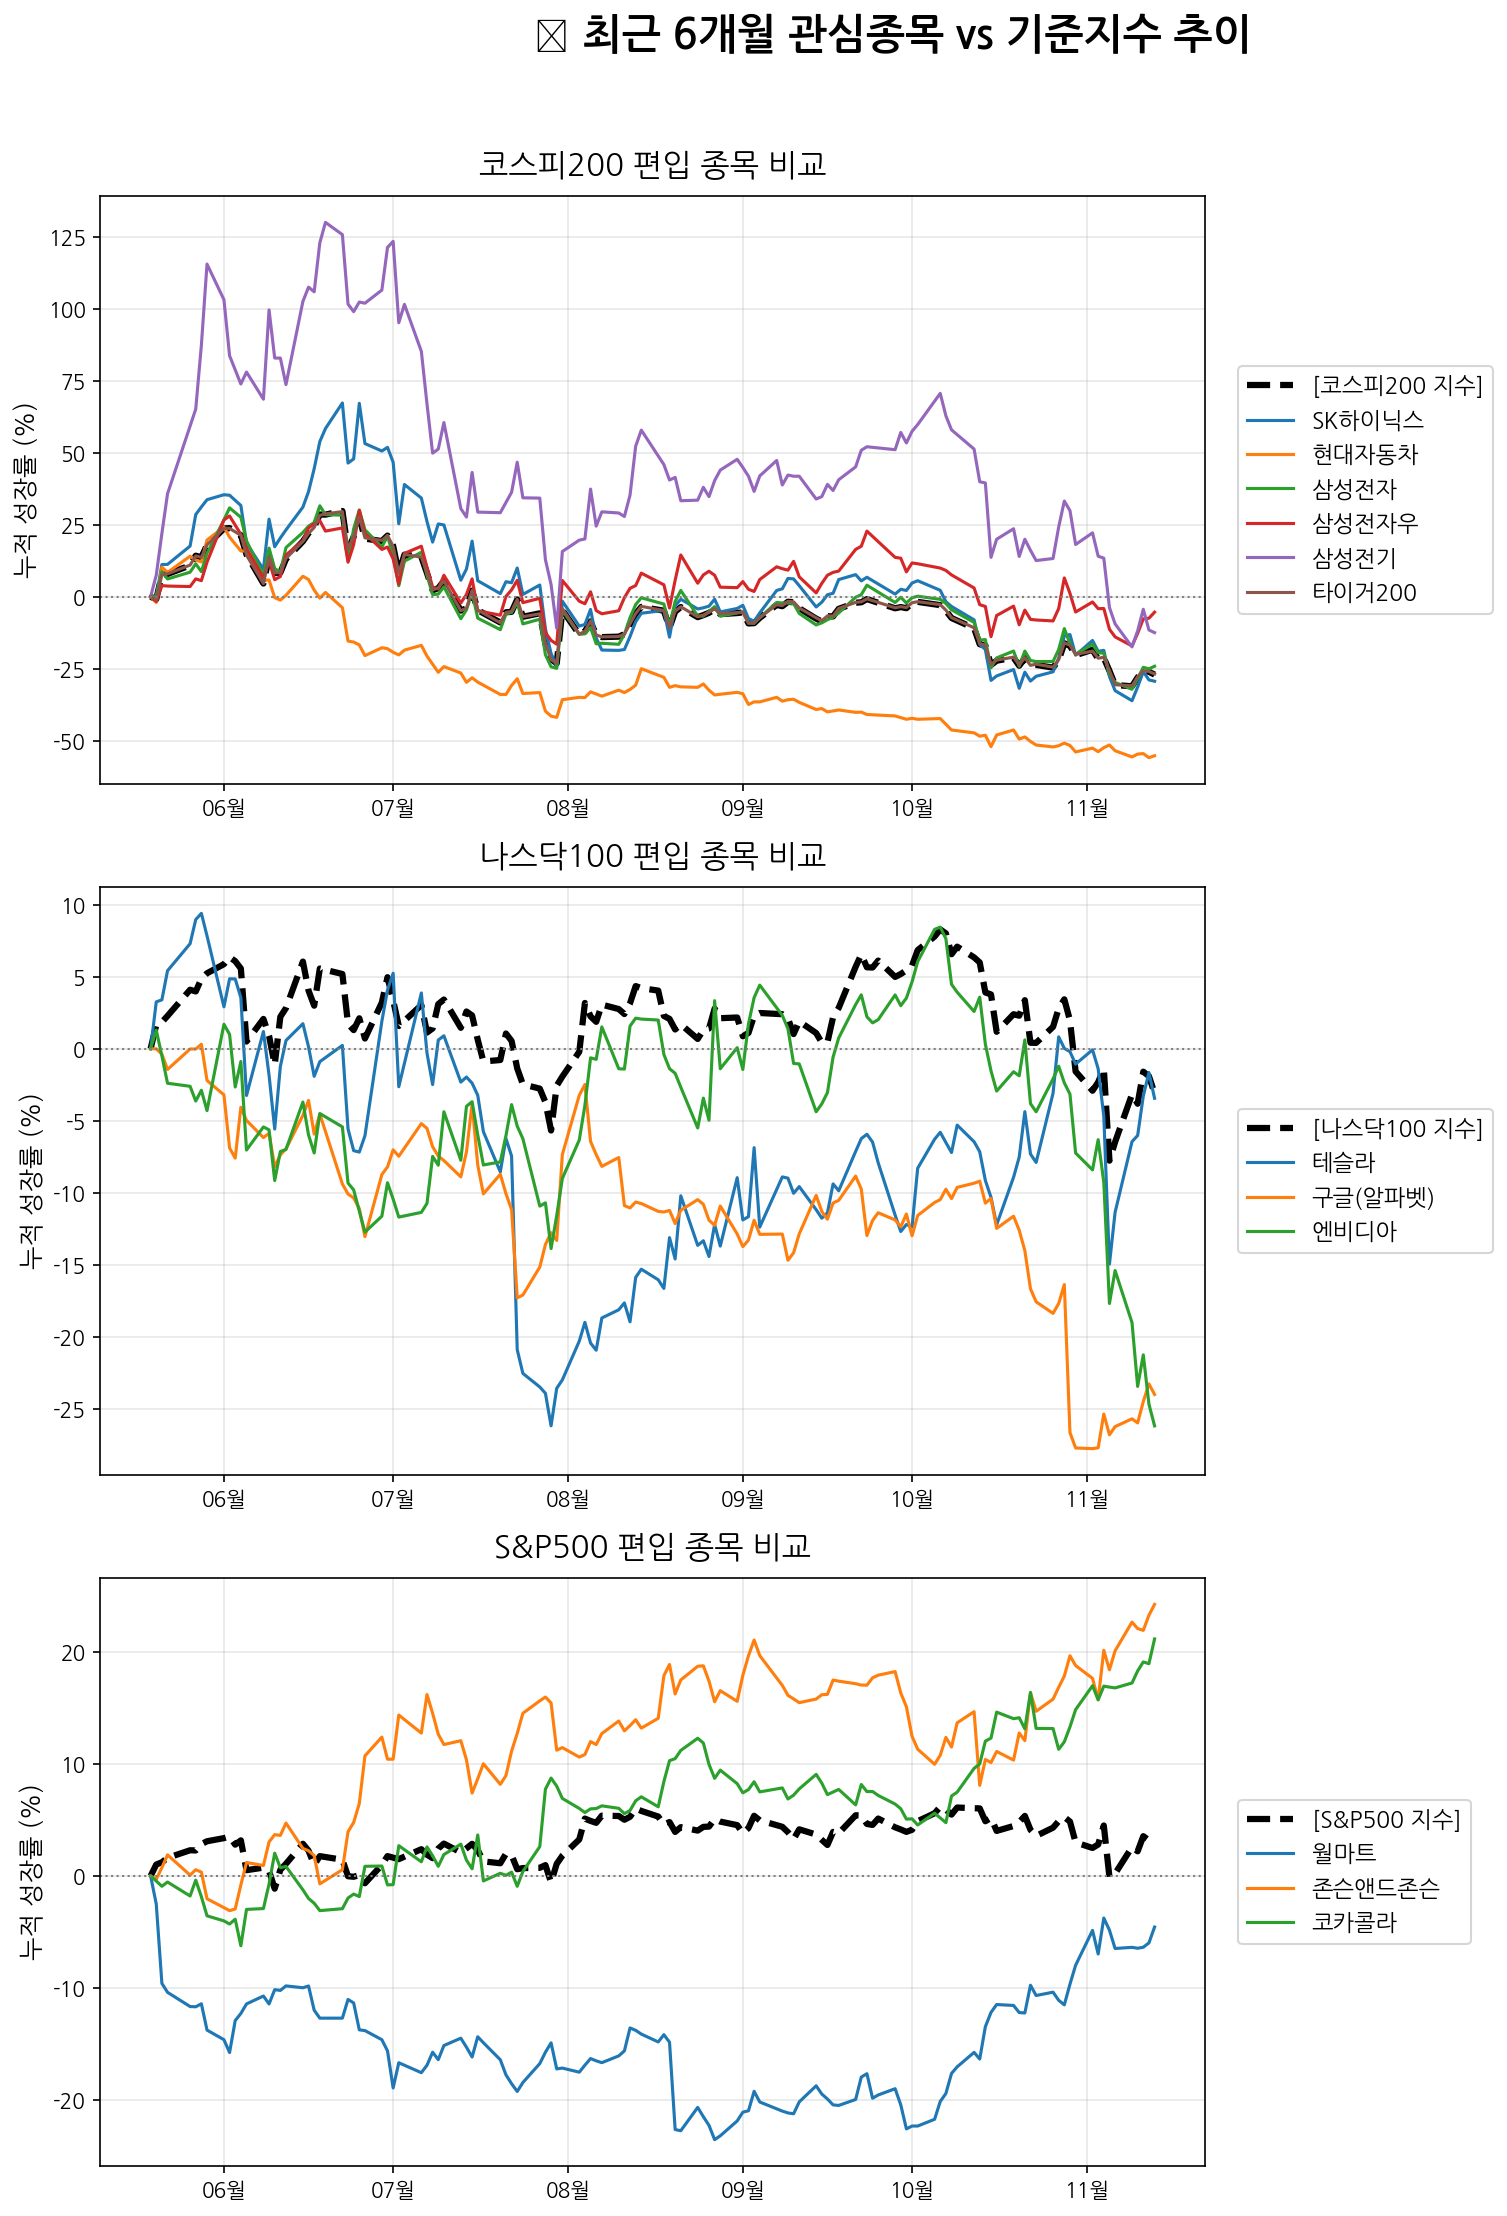 최근 6개월 관심종목 vs 기준지수 추이
코스피200 편입 종목 비교
누적 성장률 (%)
125
100
75
50
25
0
-25
-50
06월
07월
08월
09월
10월
11월
[코스피200 지수]
SK하이닉스
현대자동차
삼성전자
삼성전자우
삼성전기
타이거200
나스닥100 편입 종목 비교
누적 성장률 (%)
10
5
0
-5
-10
-15
-20
-25
06월
07월
08월
09월
10월
11월
[나스닥100 지수]
테슬라
구글(알파벳)
엔비디아
S&P500 편입 종목 비교
누적 성장률 (%)
20
10
0
-10
-20
06월
07월
08월
09월
10월
11월
[S&P500 지수]
월마트
존슨앤드존슨
코카콜라